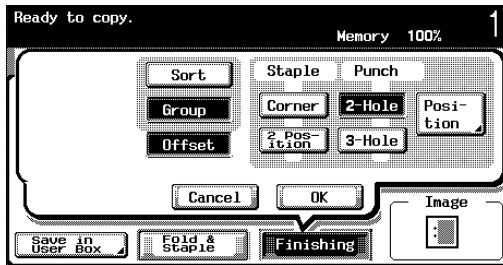 Ready to copy.
1
Memory 100%
Staple Punch
Sort
Group
Offset
Corner
2-Hole
Posi-
tion
2 Pos-
ition
3-Hole
Cancel
OK
Image
Save in
User Box
Fold &
Staple
Finishing